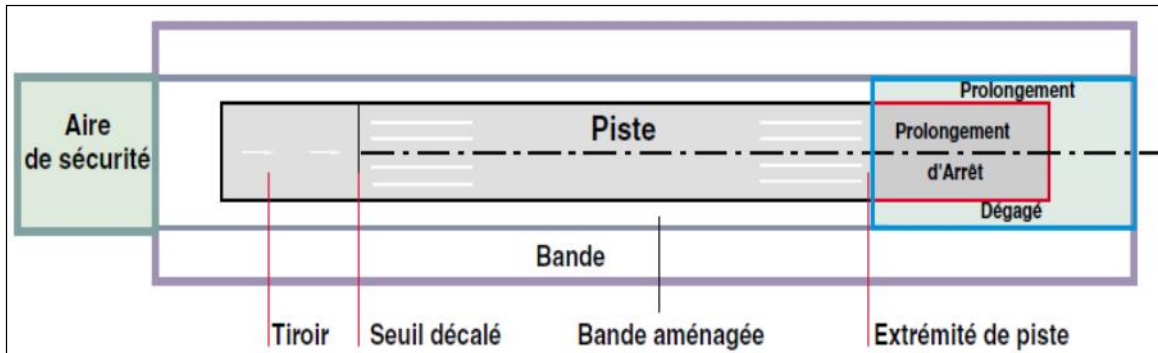 Aire
de sécurité
Piste
Prolongement
Prolongement
d'Arrêt
Dégagé
Bande
Tiroir
Seuil décalé
Bande aménagée
Extrémité de piste